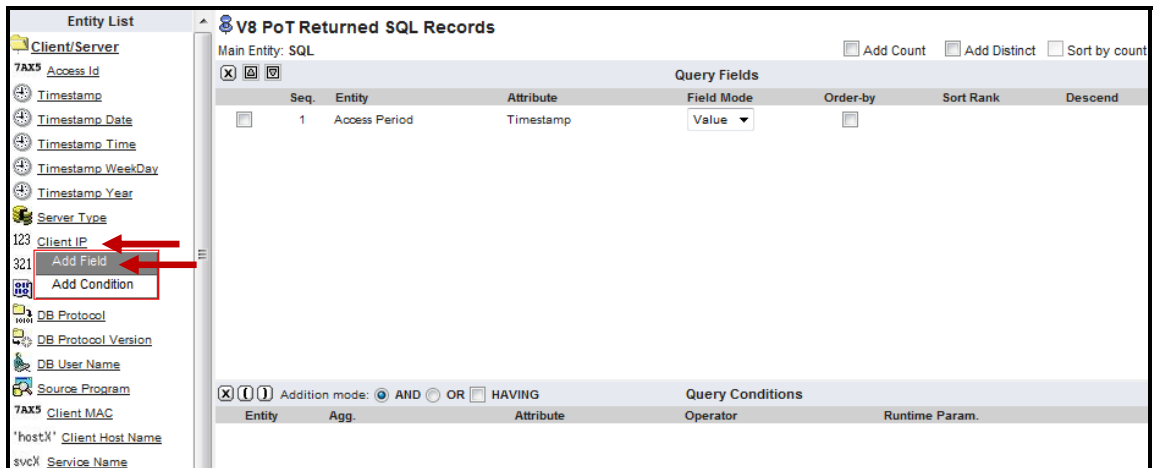 Entity List
Client/Server
7AX5 Access Id
Timestamp
Timestamp Date
Timestamp Time
Timestamp WeekDay
Timestamp Year
Server Type
123 Client IP
321 Add Field
Add Condition
DB Protocol
DB Protocol Version
DB User Name
Source Program
7AX5 Client MAC
'hostX' Client Host Name
svcX Service Name
V8 PoT Returned SQL Records
Main Entity: SQL Add Count Add Distinct Sort by count
Query Fields
Seq. Entity Attribute Field Mode Order-by Sort Rank Descend
1 Access Period Timestamp Value
Addition mode: AND OR HAVING Query Conditions
Entity Agg. Attribute Operator Runtime Param.